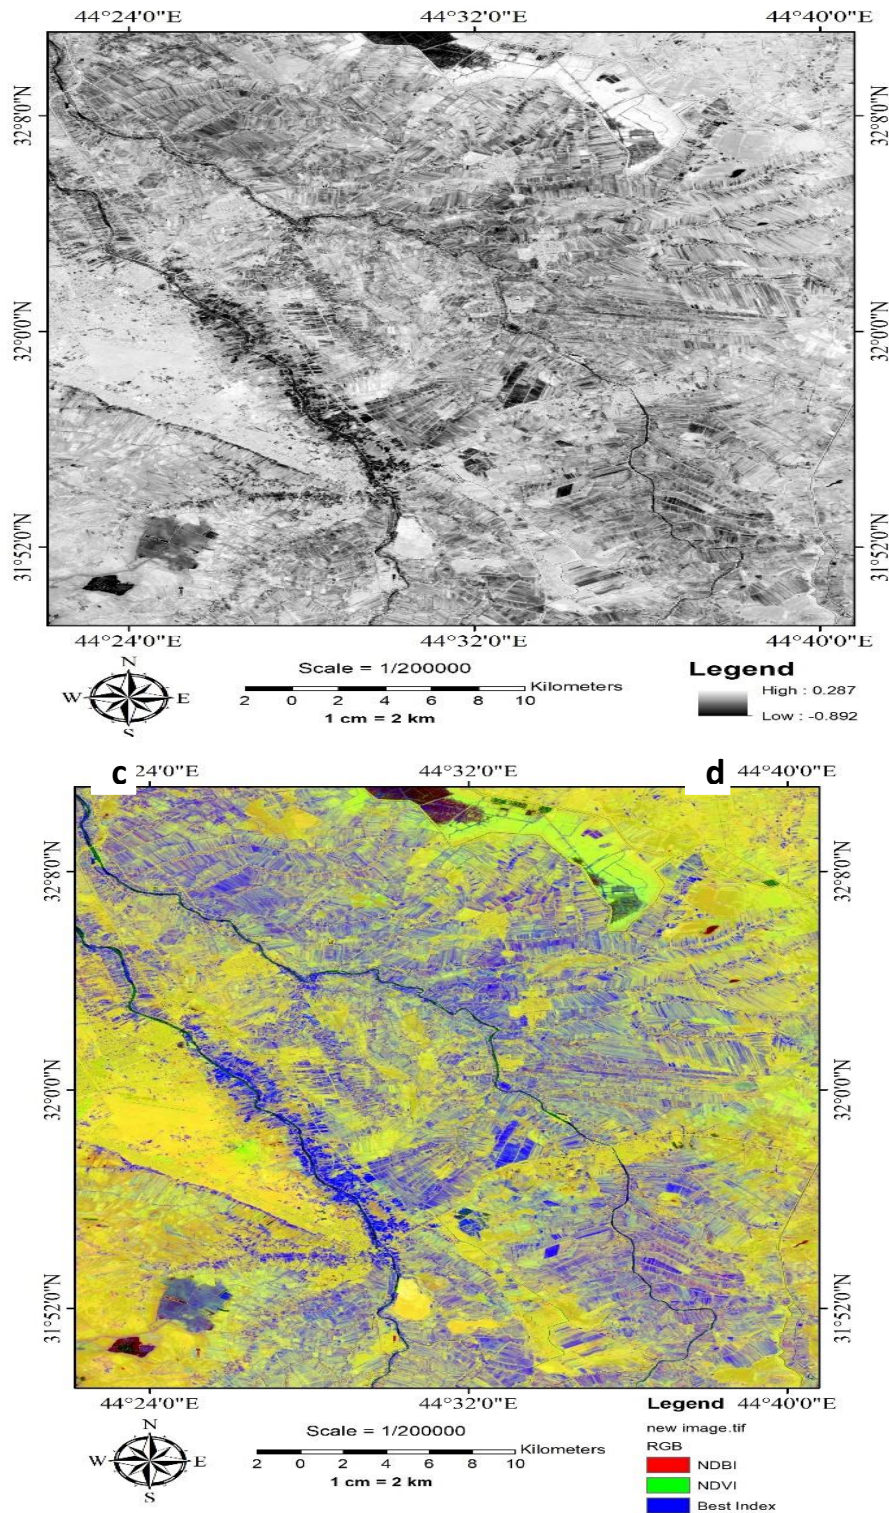 44°24'0"E 44°32'0"E 44°40'0"E
32°8'0"N 32°8'0"N
32°0'0"N 32°0'0"N
31°52'0"N 31°52'0"N
44°24'0"E 44°32'0"E 44°40'0"E
N
W E
S
Scale = 1/200000
Kilometers
2 0 2 4 6 8 10
1 cm = 2 km
Legend
High : 0.287
Low : -0.892
c 24'0"E 44°32'0"E d 44°40'0"E
32°8'0"N 32°8'0"N
32°0'0"N 32°0'0"N
31°52'0"N 31°52'0"N
44°24'0"E 44°32'0"E 44°40'0"E
N
W E
S
Scale = 1/200000
Kilometers
2 0 2 4 6 8 10
1 cm = 2 km
Legend
new image.tif
RGB
NDBI
NDVI
Best Index